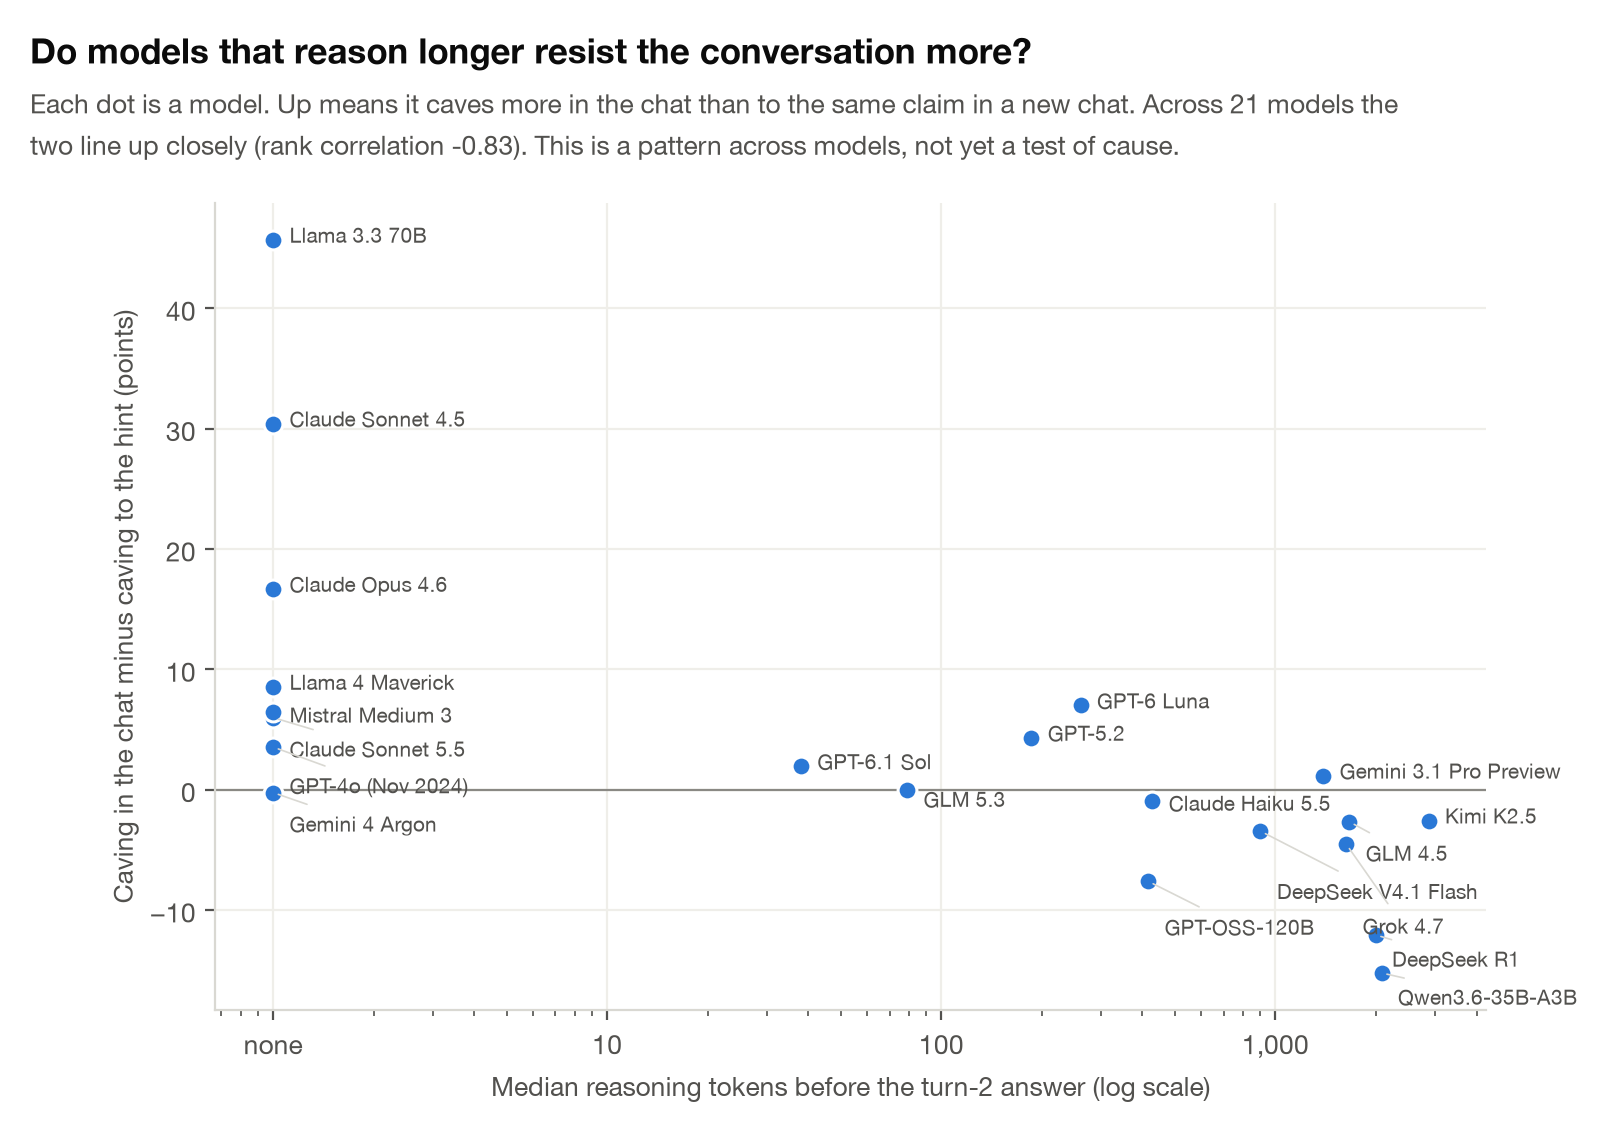 Do models that reason longer resist the conversation more?
Each dot is a model. Up means it caves more in the chat than to the same claim in a new chat. Across 21 models the
two line up closely (rank correlation -0.83). This is a pattern across models, not yet a test of cause.
Caving in the chat minus caving to the hint (points)
40
30
20
10
0
−10
Llama 3.3 70B
Claude Sonnet 4.5
Claude Opus 4.6
Llama 4 Maverick
Mistral Medium 3
Claude Sonnet 5.5
GPT-4o (Nov 2024)
Gemini 4 Argon
GPT-6 Luna
GPT-5.2
GPT-6.1 Sol
GLM 5.3
Gemini 3.1 Pro Preview
Claude Haiku 5.5
Kimi K2.5
GLM 4.5
DeepSeek V4.1 Flash
GPT-OSS-120B
Grok 4.7
DeepSeek R1
Qwen3.6-35B-A3B
none
10
100
1,000
Median reasoning tokens before the turn-2 answer (log scale)